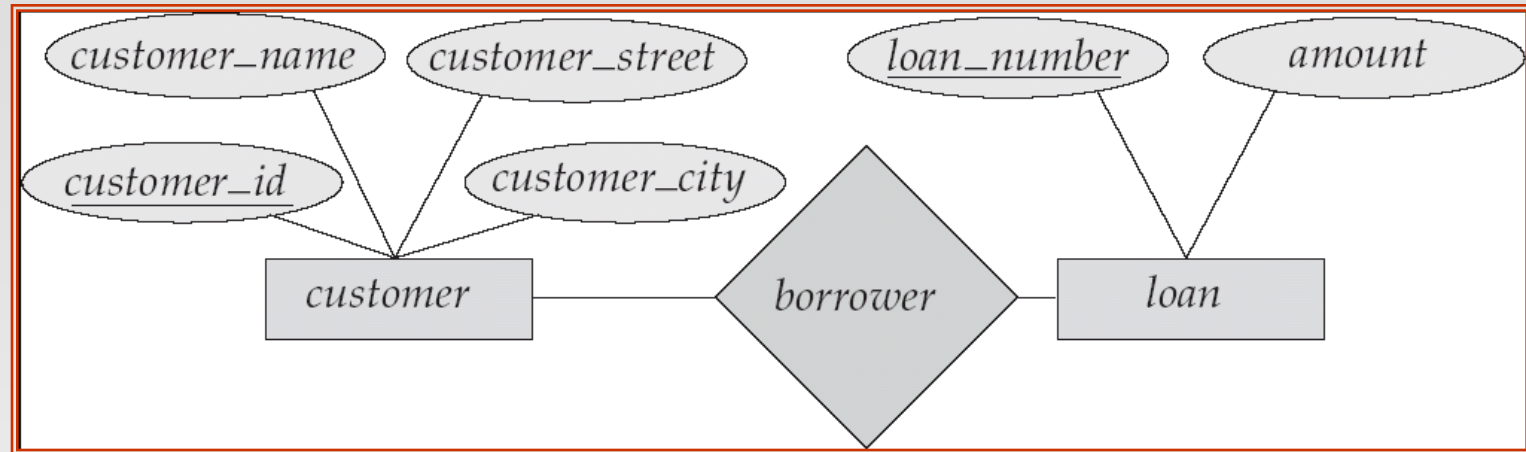 customer_name customer_street loan_number amount
customer_id customer_city
customer borrower loan